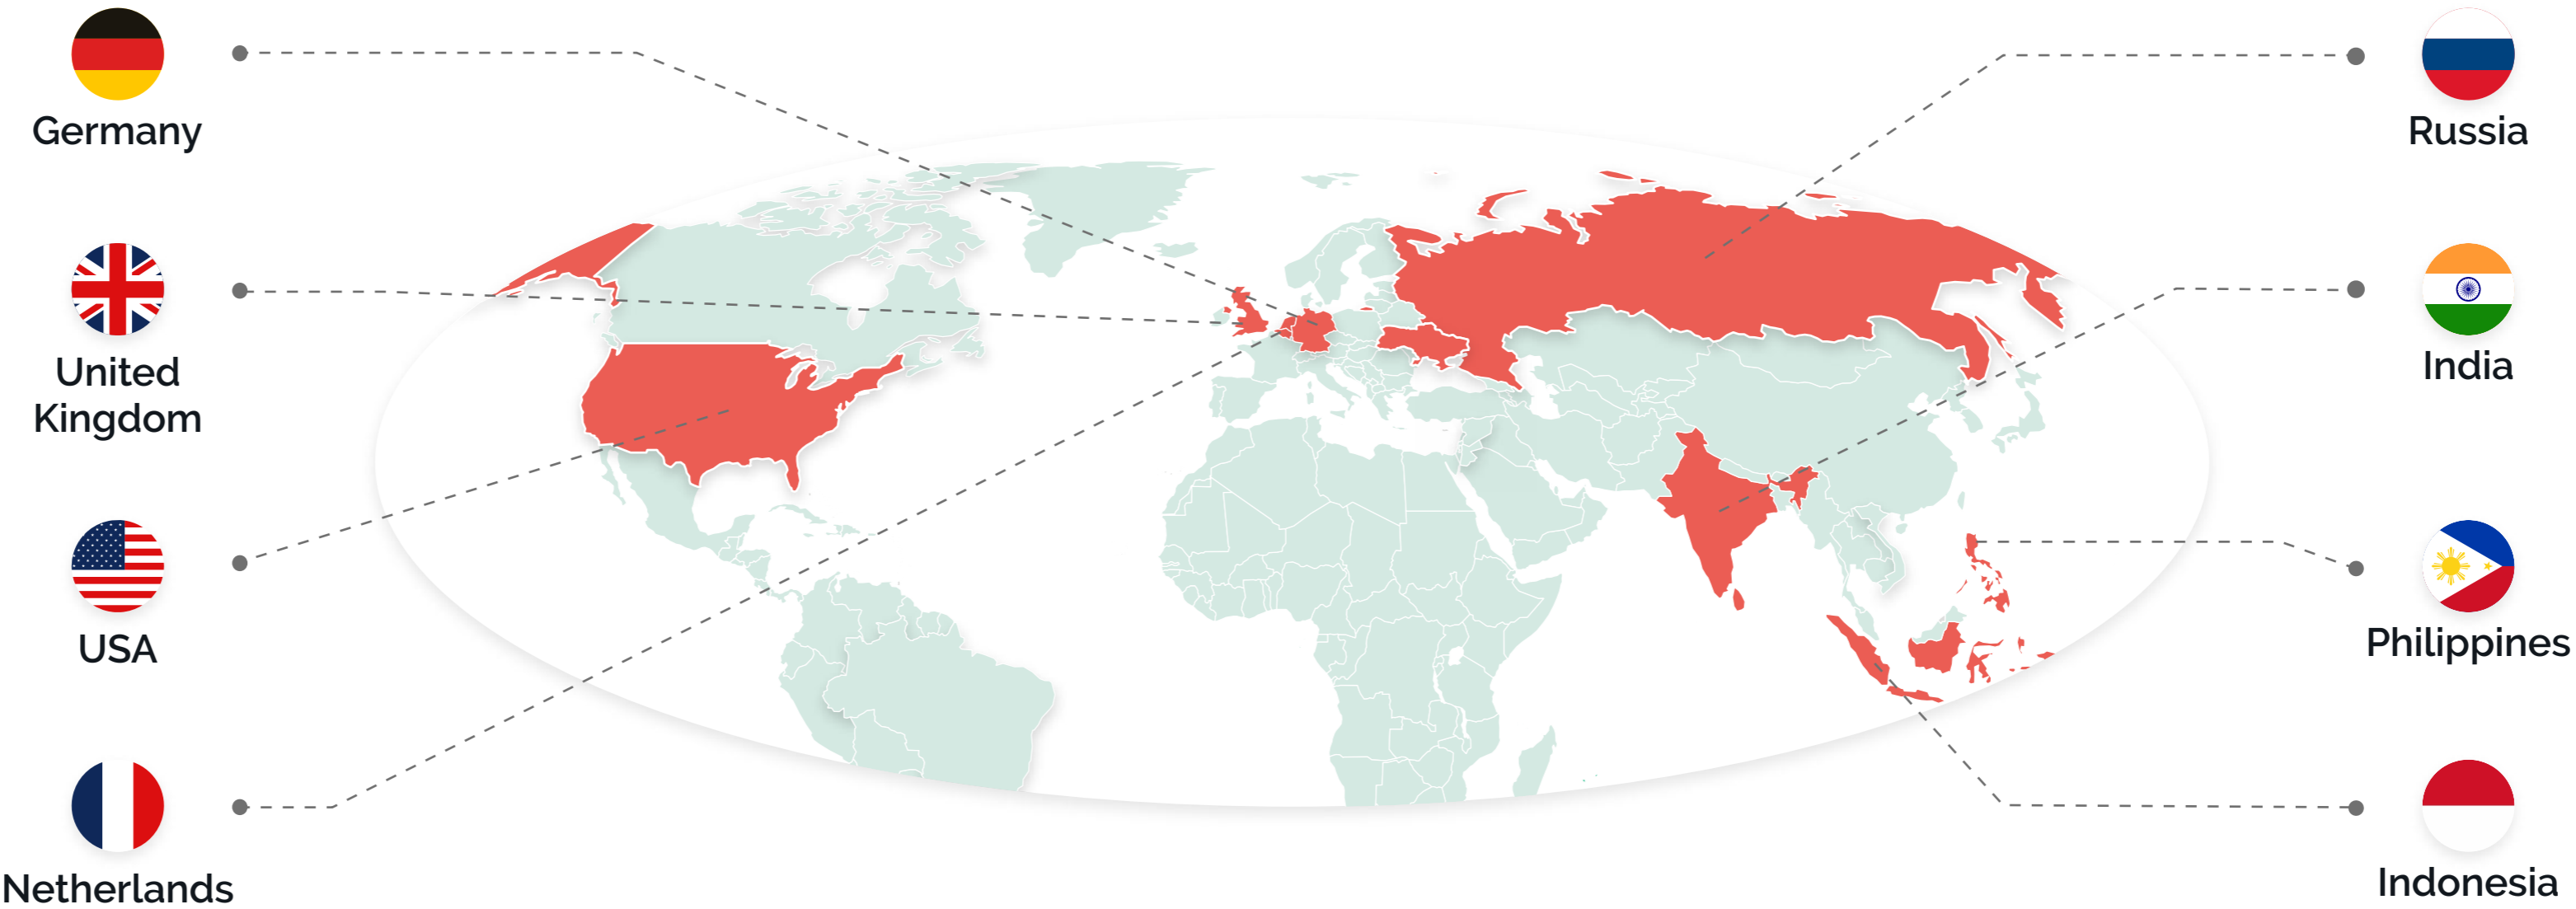 Germany
United
Kingdom
USA
Netherlands
Russia
India
Philippines
Indonesia